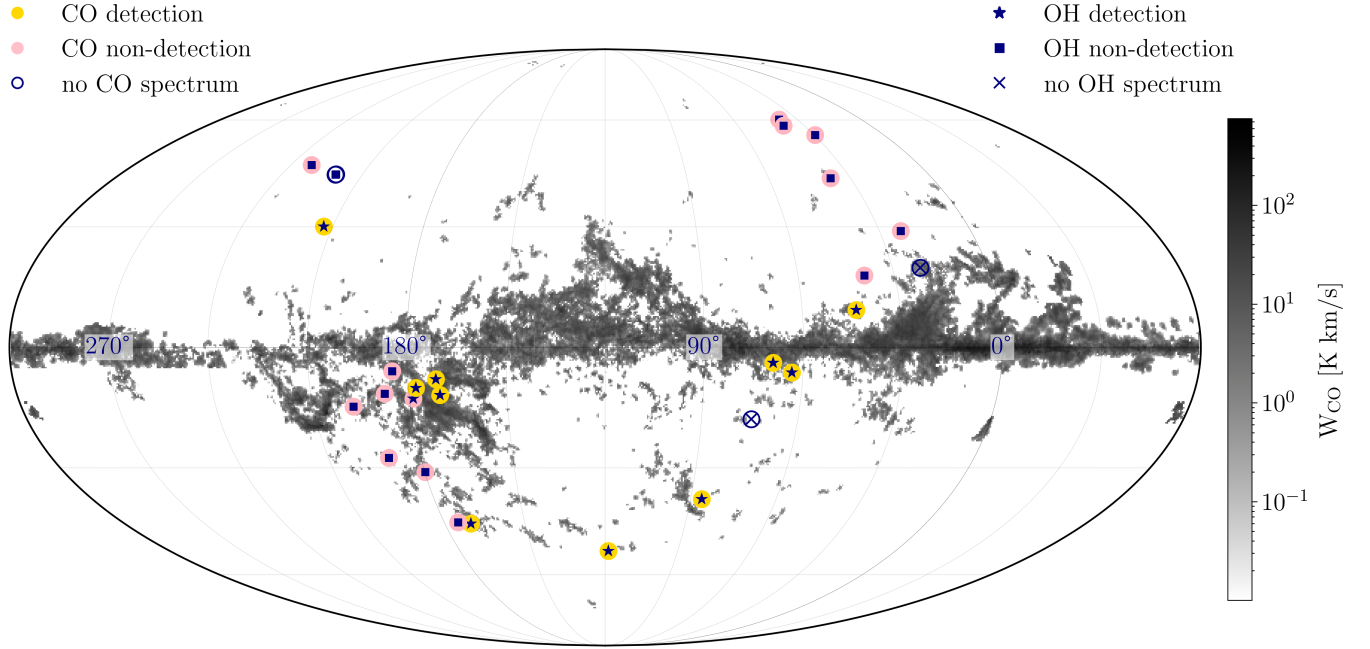 CO detection
CO non-detection
no CO spectrum
OH detection
OH non-detection
no OH spectrum
270°
180°
90°
0°
10²
10¹
10⁰
10⁻¹
W_CO [K km/s]